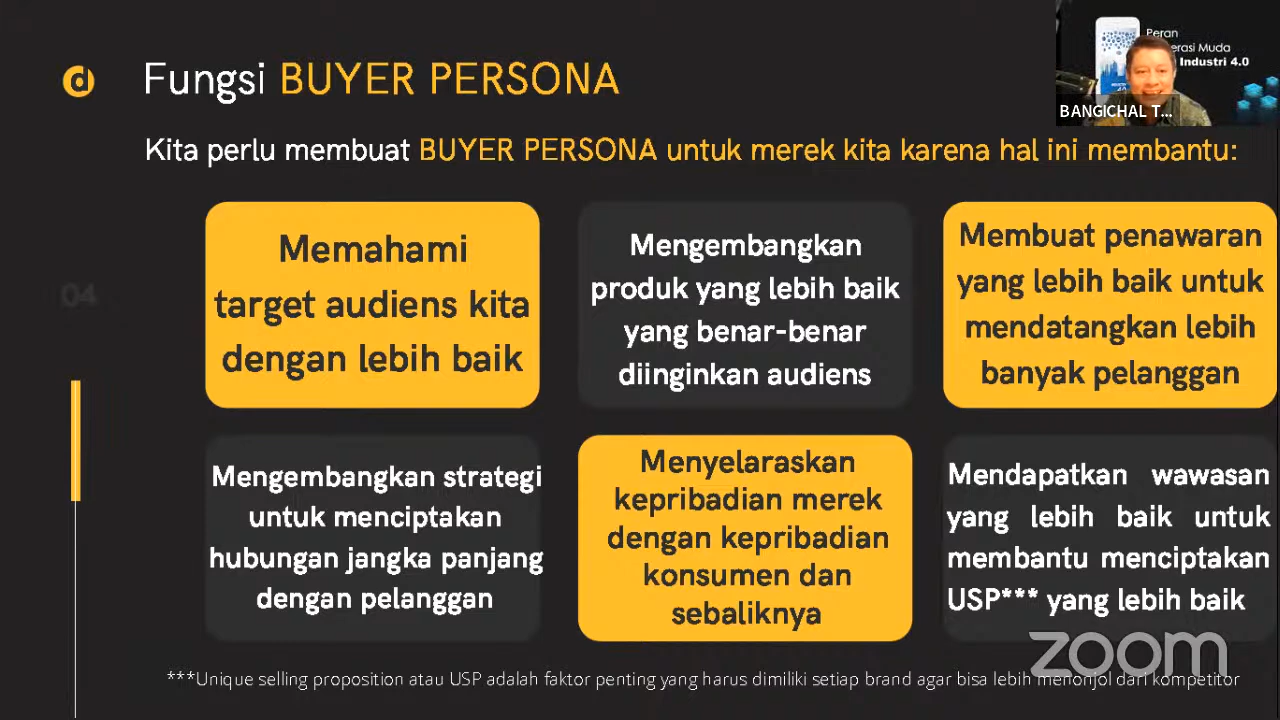 Fungsi BUYER PERSONA
Peran
erasi Muda
Industri 4.0
BANGICHAL T...
Kita perlu membuat BUYER PERSONA untuk merek kita karena hal ini membantu:
Memahami
target audiens kita
dengan lebih baik
Mengembangkan
produk yang lebih baik
yang benar-benar
diinginkan audiens
Membuat penawaran
yang lebih baik untuk
mendatangkan lebih
banyak pelanggan
04
Mengembangkan strategi
untuk menciptakan
hubungan jangka panjang
dengan pelanggan
Menyelaraskan
kepribadian merek
dengan kepribadian
konsumen dan
sebaliknya
Mendapatkan wawasan
yang lebih baik untuk
membantu menciptakan
USP*** yang lebih baik
zoom
***Unique selling proposition atau USP adalah faktor penting yang harus dimiliki setiap brand agar bisa lebih menonjol dari kompetitor